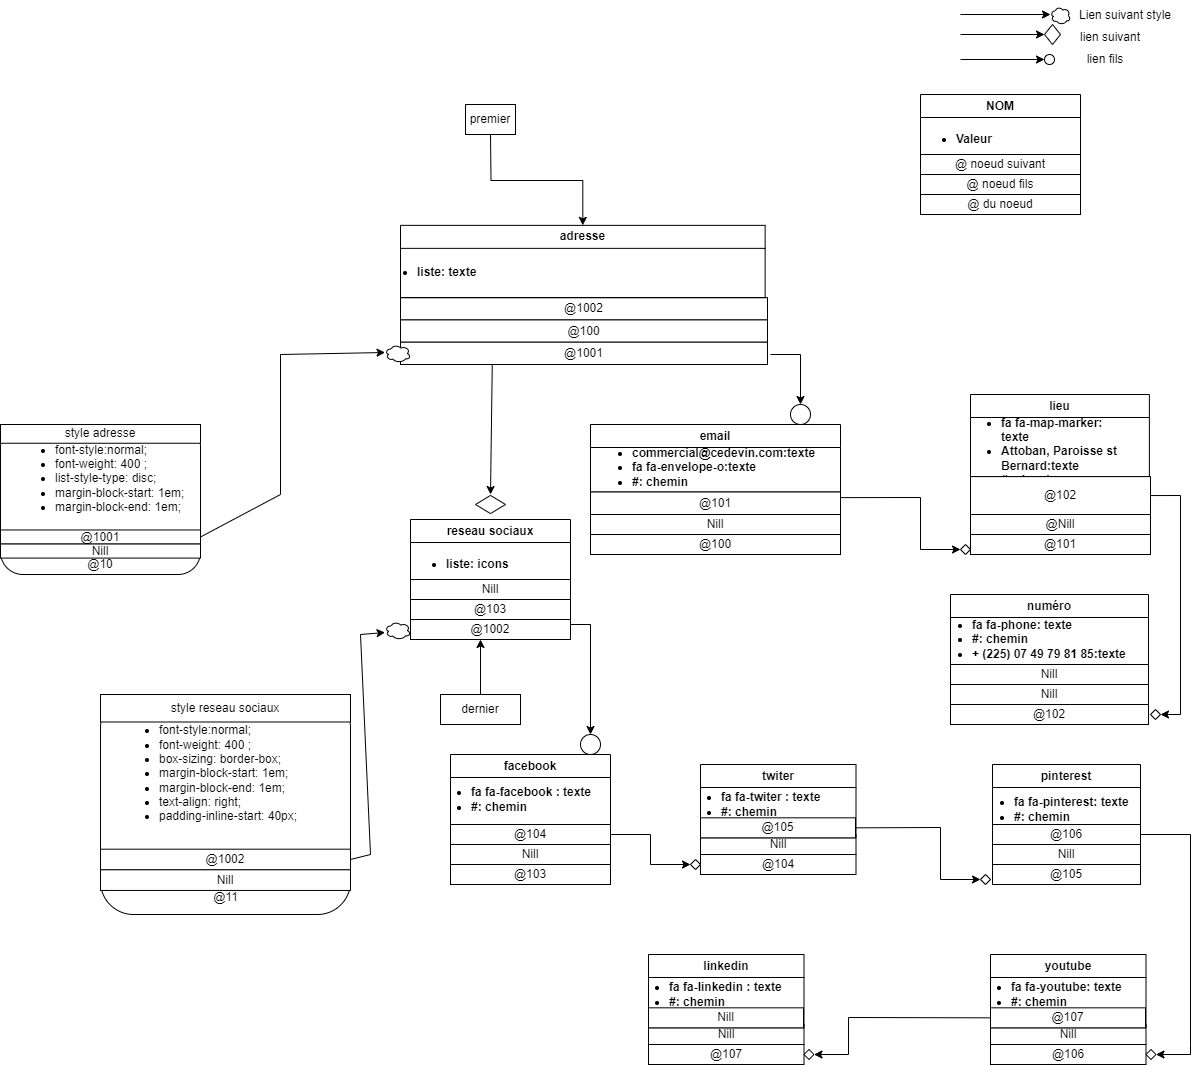 Lien suivant style
lien suivant
lien fils
NOM
Valeur
@ noeud suivant
@ noeud fils
@ du noeud
premier
adresse
liste: texte
@1002
@100
@1001
style adresse
font-style:normal;
font-weight: 400 ;
list-style-type: disc;
margin-block-start: 1em;
margin-block-end: 1em;
@1001
Nill
@10
email
commercial@cedevin.com:texte
fa fa-envelope-o:texte
#: chemin
@101
Nill
@100
lieu
fa fa-map-marker:
texte
Attoban, Paroisse st
Bernard:texte
@102
@Nill
@101
reseau sociaux
liste: icons
Nill
@103
@1002
numéro
fa fa-phone: texte
#: chemin
+ (225) 07 49 79 81 85:texte
Nill
Nill
@102
dernier
style reseau sociaux
font-style:normal;
font-weight: 400 ;
box-sizing: border-box;
margin-block-start: 1em;
margin-block-end: 1em;
text-align: right;
padding-inline-start: 40px;
@1002
Nill
@11
facebook
fa fa-facebook : texte
#: chemin
@104
Nill
@103
twiter
fa fa-twiter : texte
#: chemin
@105
Nill
@104
pinterest
fa fa-pinterest: texte
#: chemin
@106
Nill
@105
linkedin
fa fa-linkedin : texte
#: chemin
Nill
Nill
@107
youtube
fa fa-youtube: texte
#: chemin
@107
Nill
@106